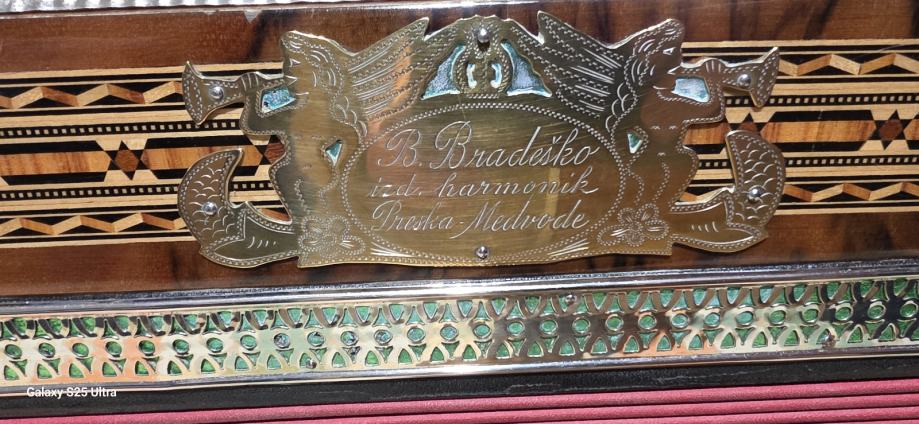 B. Bradeško
izd. harmonik
Preska-Medvode
Galaxy S25 Ultra